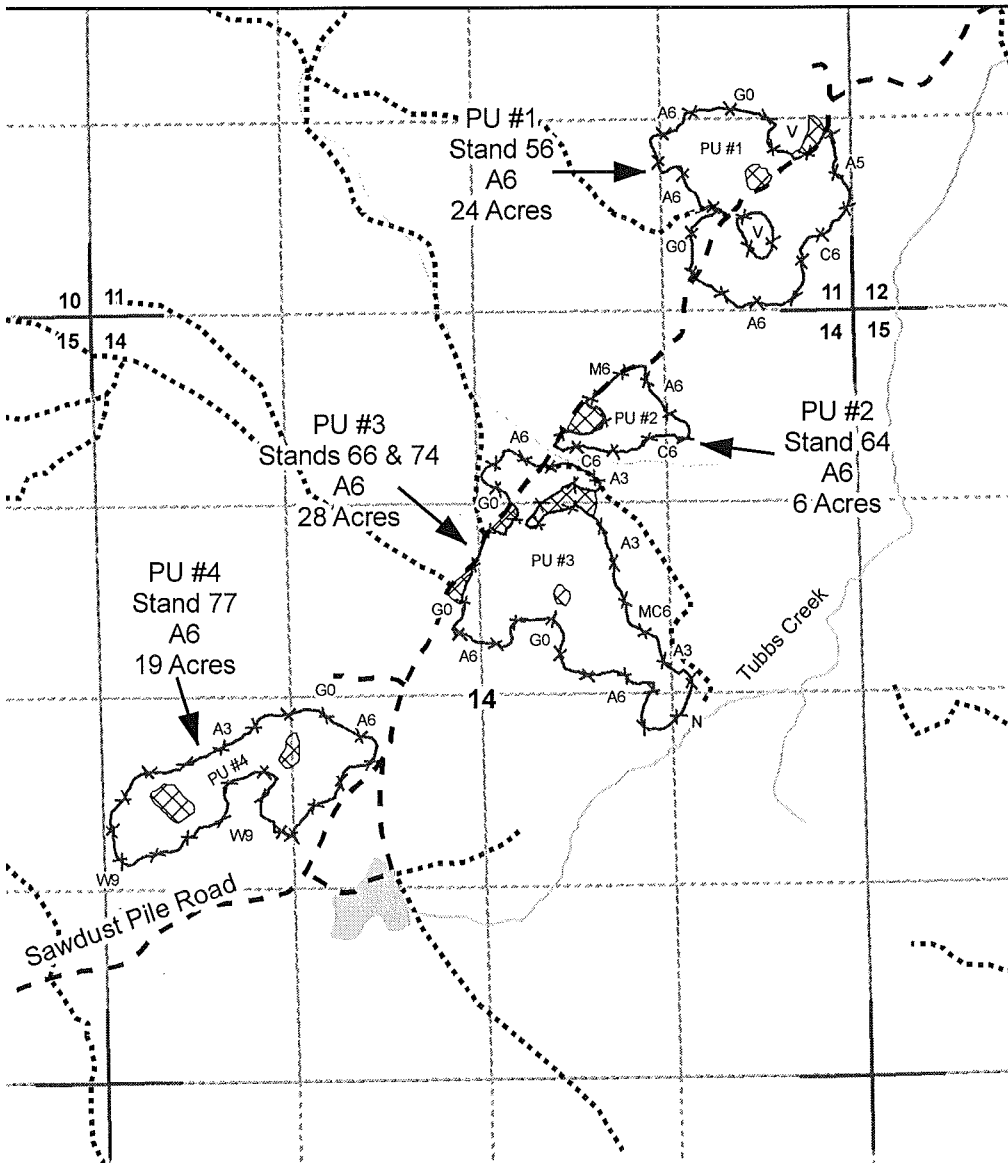 G0
A6
PU #1
Stand 56
A6
24 Acres
PU #1
V
A5
A6
V
G0
C6
A6
10 11
15 14
11 12
14 15
M6
A6
PU #2
C6
C6
PU #2
Stand 64
A6
6 Acres
PU #3
Stands 66 & 74
A6
28 Acres
A6
A3
G0
PU #3
A3
G0
MC6
A6
G0
A3
A6
N
Tubbs Creek
14
PU #4
Stand 77
A6
19 Acres
G0
A3
A6
PU #4
W9
W9
Sawdust Pile Road